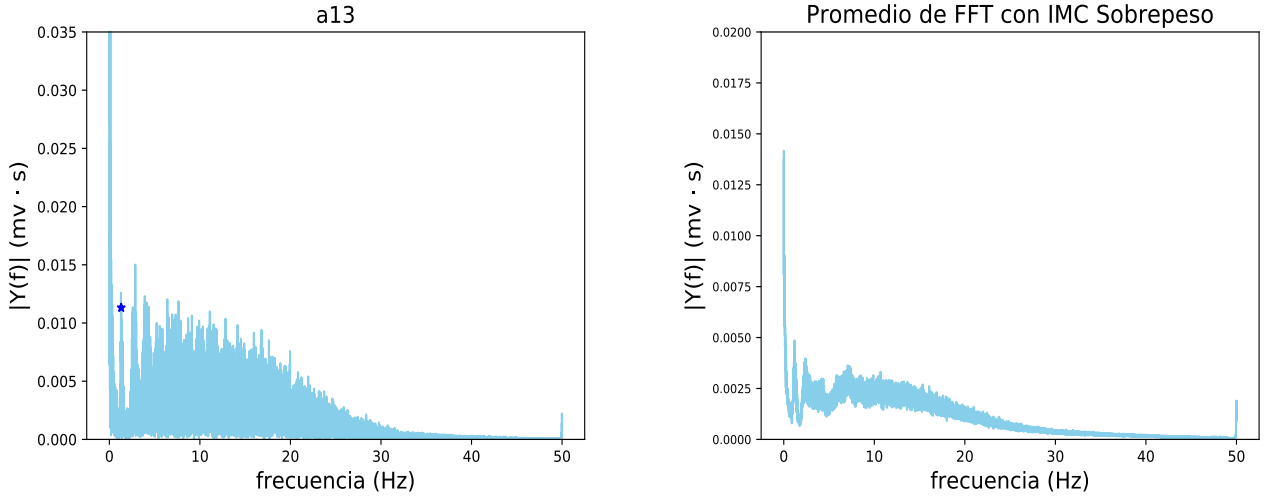 a13
0.035
0.030
0.025
0.020
0.015
0.010
0.005
0.000
|Y(f)| (mv · s)
0 10 20 30 40 50
frecuencia (Hz)
Promedio de FFT con IMC Sobrepeso
0.0200
0.0175
0.0150
0.0125
0.0100
0.0075
0.0050
0.0025
0.0000
|Y(f)| (mv · s)
0 10 20 30 40 50
frecuencia (Hz)